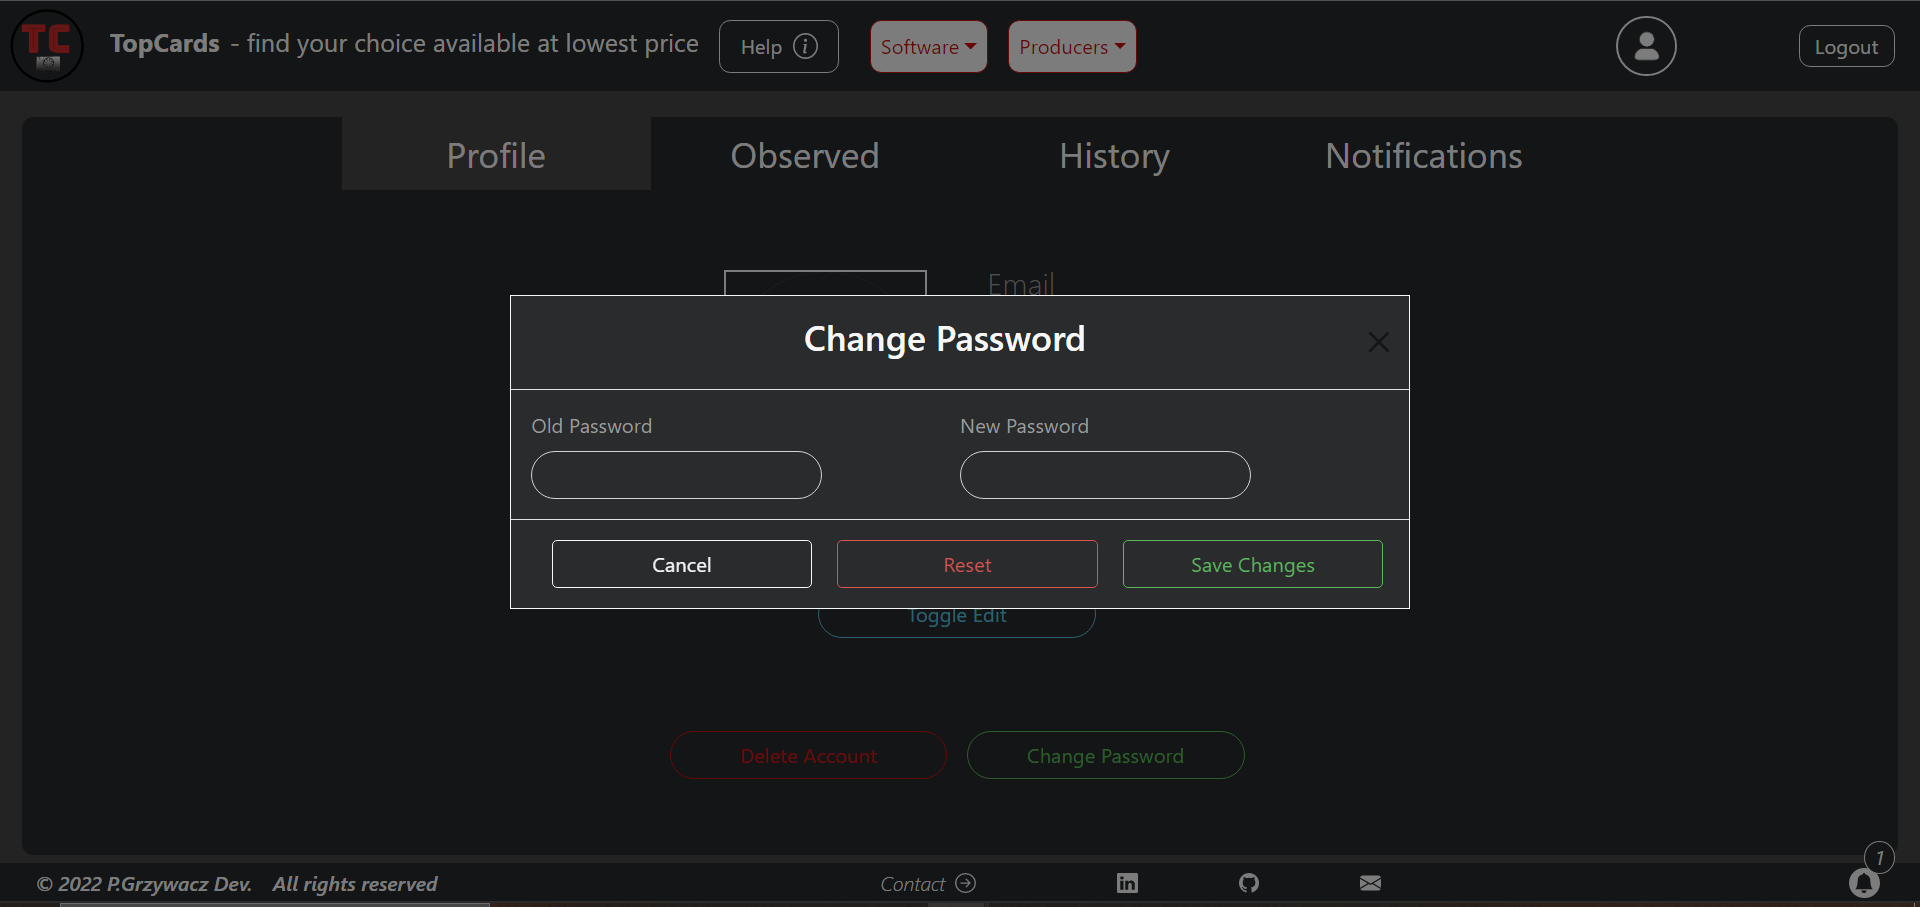 TC
TopCards - find your choice available at lowest price
Help
Software
Producers
Logout
Profile
Observed
History
Notifications
Email
Change Password
Old Password
New Password
Cancel
Reset
Save Changes
Toggle Edit
Delete Account
Change Password
1
© 2022 P.Grzywacz Dev. All rights reserved
Contact
in